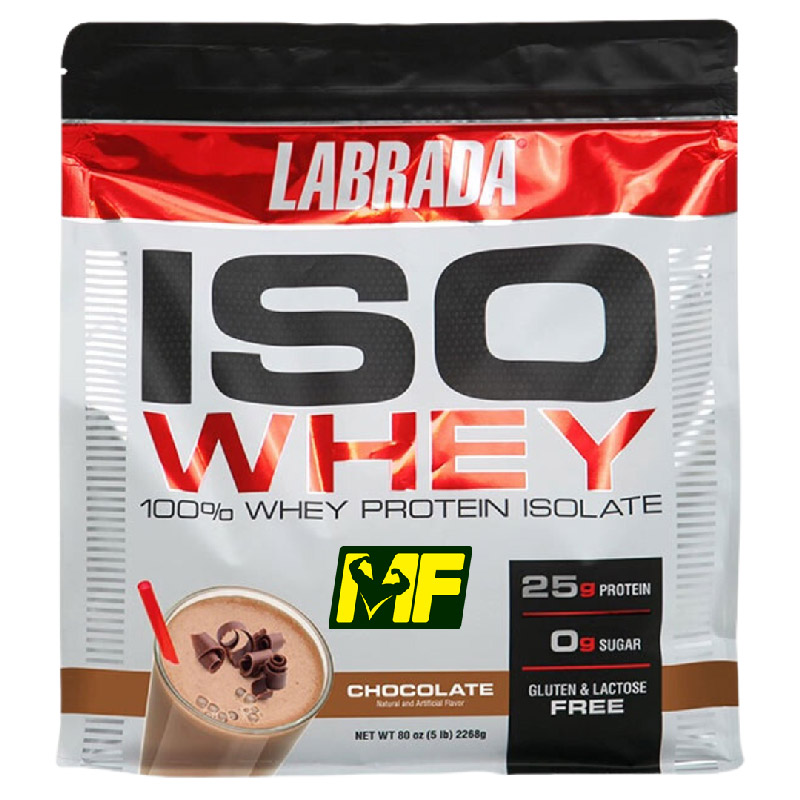 LABRADA®
ISO
WHEY
100% WHEY PROTEIN ISOLATE
MF
25g PROTEIN
0g SUGAR
GLUTEN & LACTOSE
FREE
CHOCOLATE
Natural and Artificial Flavor
NET WT 80 oz (5 lb) 2268g